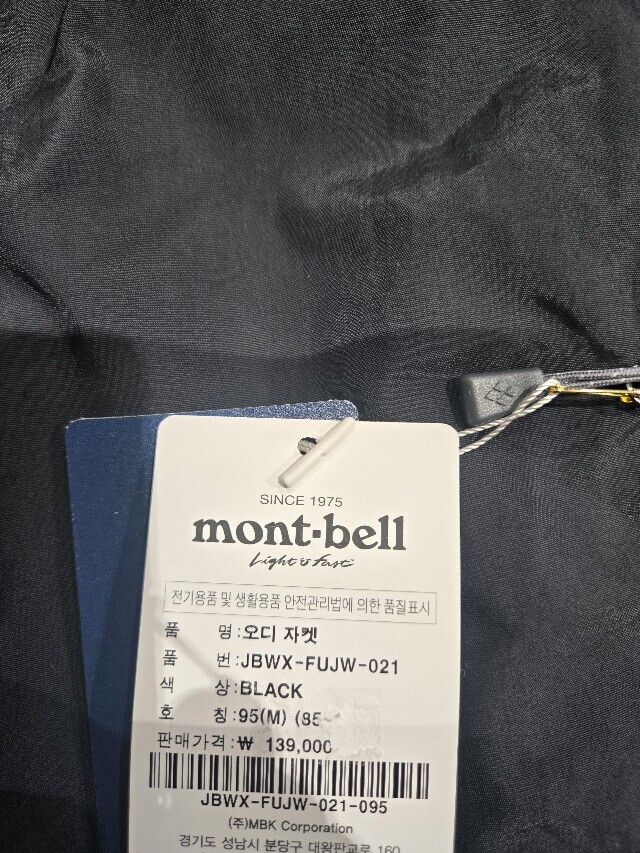 SINCE 1975
mont-bell
Light & Fast
전기용품 및 생활용품 안전관리법에 의한 품질표시
품 명:오디 자켓
품 번:JBWX-FUJW-021
색 상:BLACK
호 칭:95(M) (85~
판매가격:₩ 139,000
JBWX-FUJW-021-095
(주)MBK Corporation
경기도 성남시 분당구 대왕판교로 160